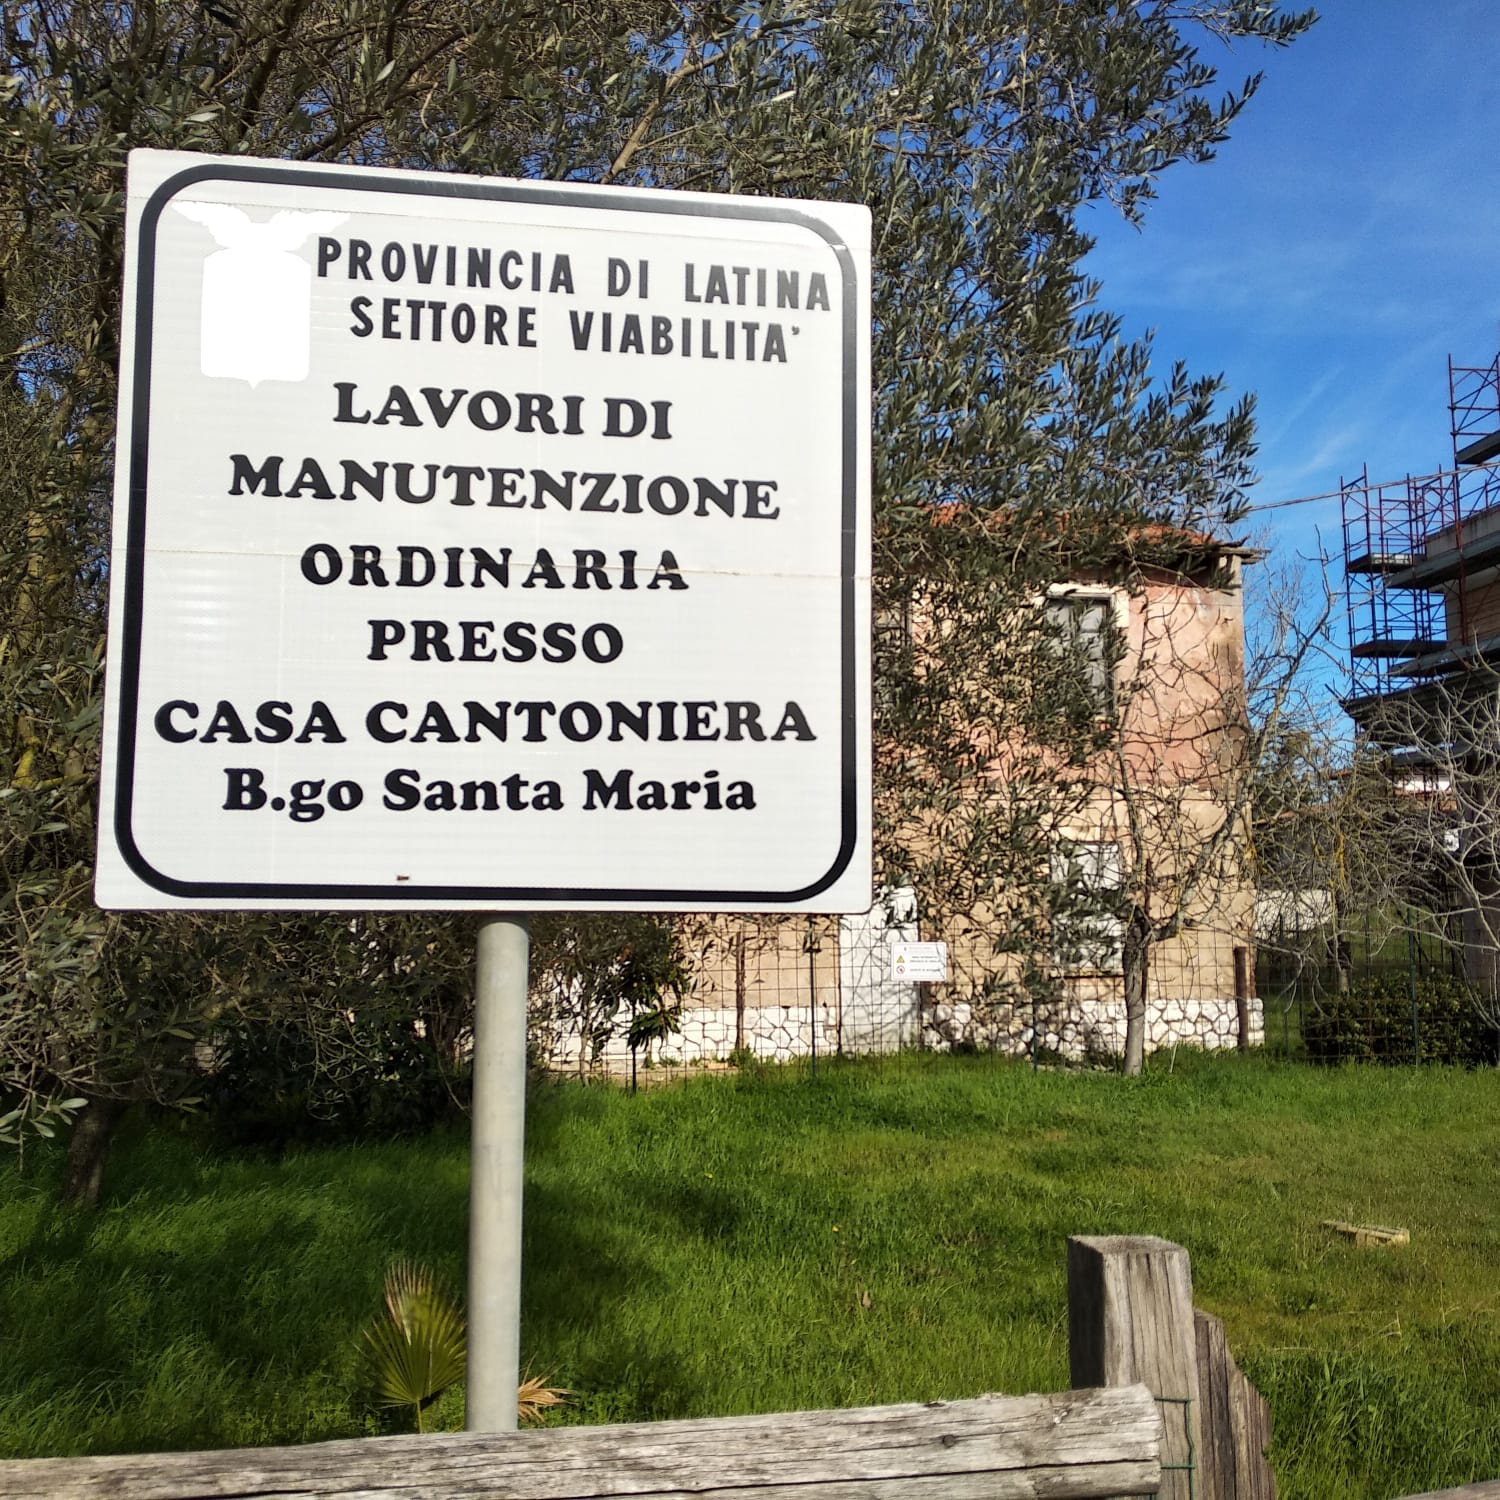 PROVINCIA DI LATINA
SETTORE VIABILITA'
LAVORI DI
MANUTENZIONE
ORDINARIA
PRESSO
CASA CANTONIERA
B.go Santa Maria